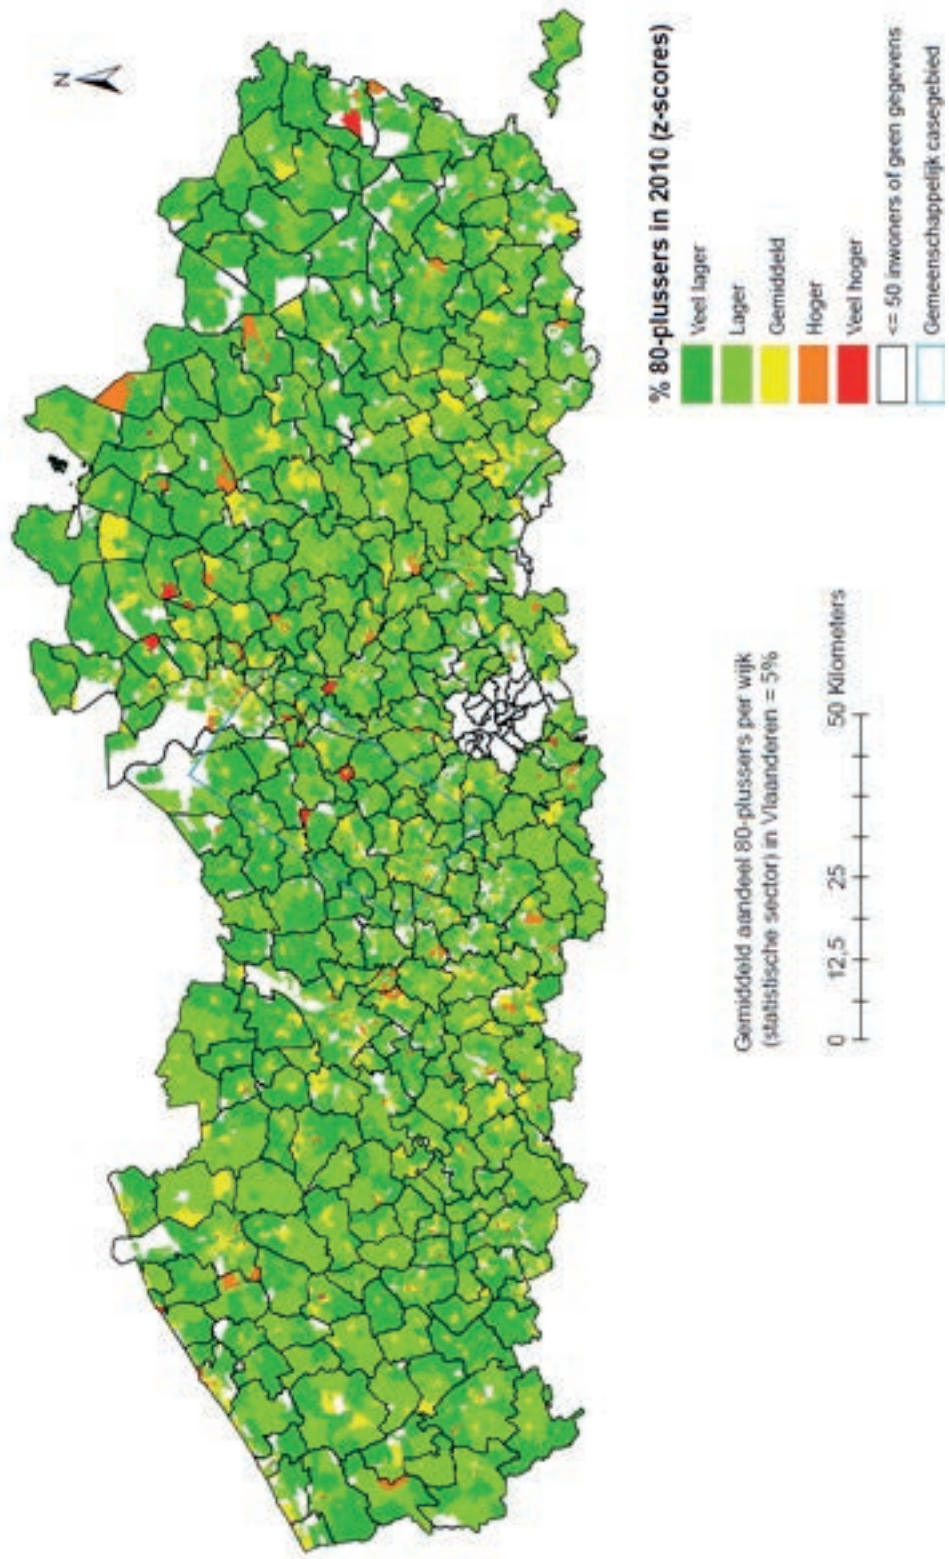 N
% 80-plussers in 2010 (z-scores)
Veel lager
Lager
Gemiddeld
Hoger
Veel hoger
<= 50 inwoners of geen gegevens
Gemeenschappelijk casegebied
Gemiddeld aandeel 80-plussers per wijk
(statistische sector) in Vlaanderen = 5%
0 12,5 25 50 Kilometers